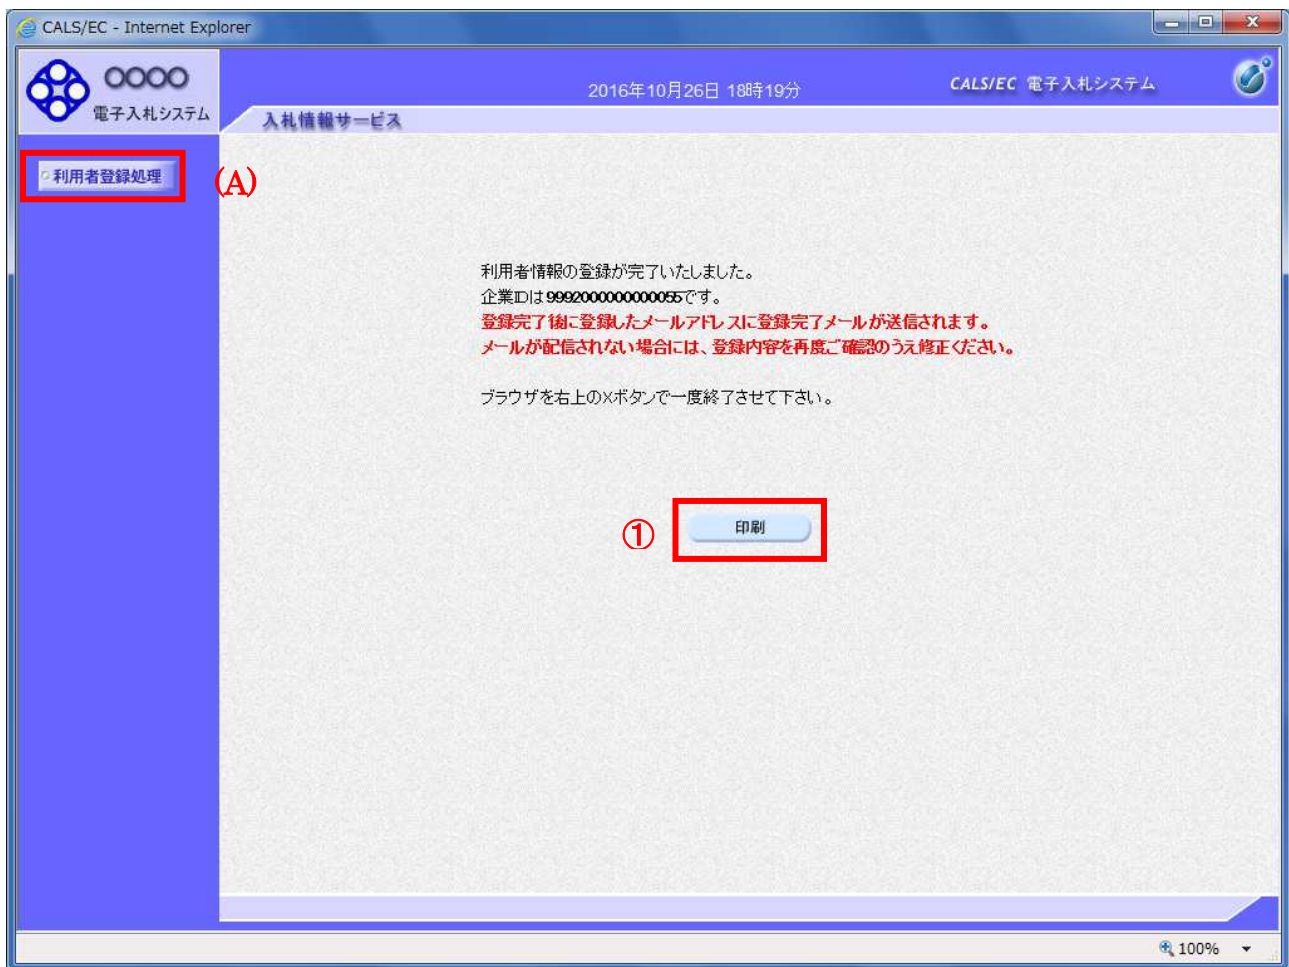 CALS/EC - Internet Explorer
○○○○
電子入札システム
2016年10月26日 18時19分
CALS/EC 電子入札システム
入札情報サービス
利用者登録処理
(A)
利用者情報の登録が完了いたしました。
企業IDは9992000000000055です。
登録完了後に登録したメールアドレスに登録完了メールが送信されます。
メールが配信されない場合には、登録内容を再度ご確認のうえ修正ください。
ブラウザを右上の×ボタンで一度終了させて下さい。
①
印刷
100%